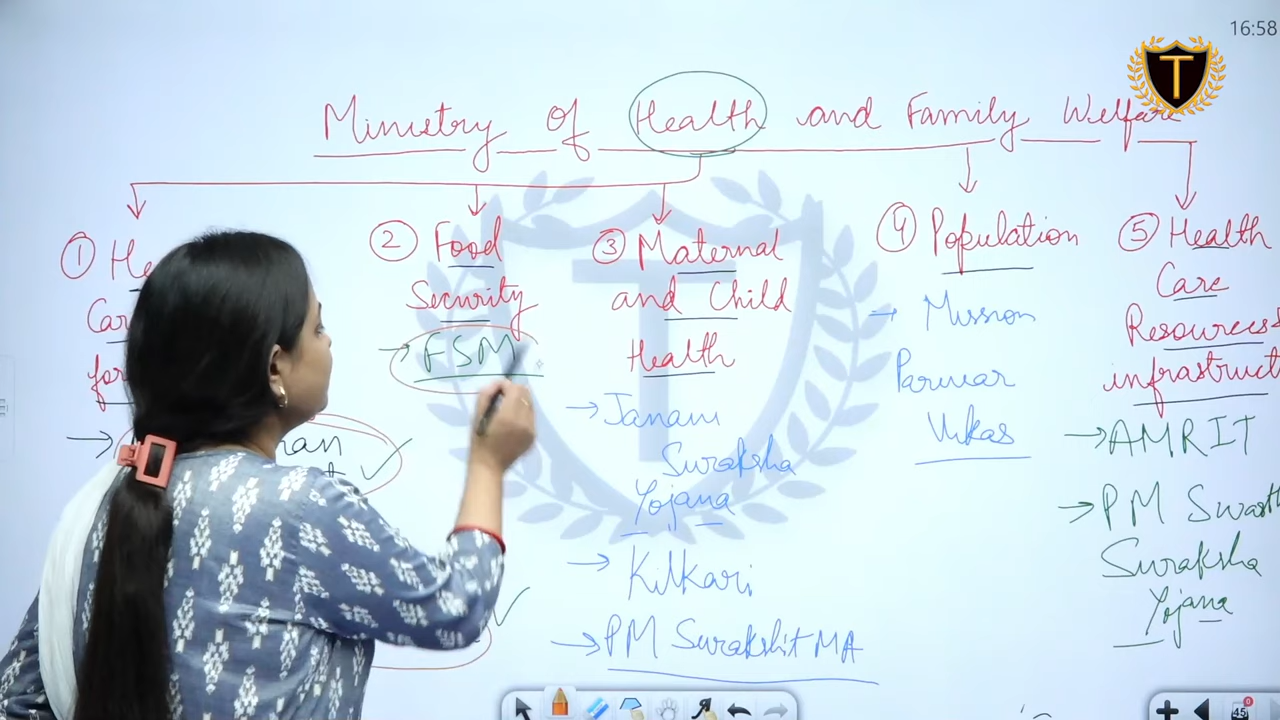 16:58
T
Ministry of Health and Family Welfare
① He
Car
for
② Food
Security
→ FSM
③ Maternal
and Child
Health
→ Janani
Suraksha
Yojana
→ Kilkari
→ PM Surakshit MA
④ Population
→ Mission
Parivar
Vikas
⑤ Health
Care
Resources
infrastruct
→ AMRIT
→ PM Swasth
Suraksha
Yojana
45